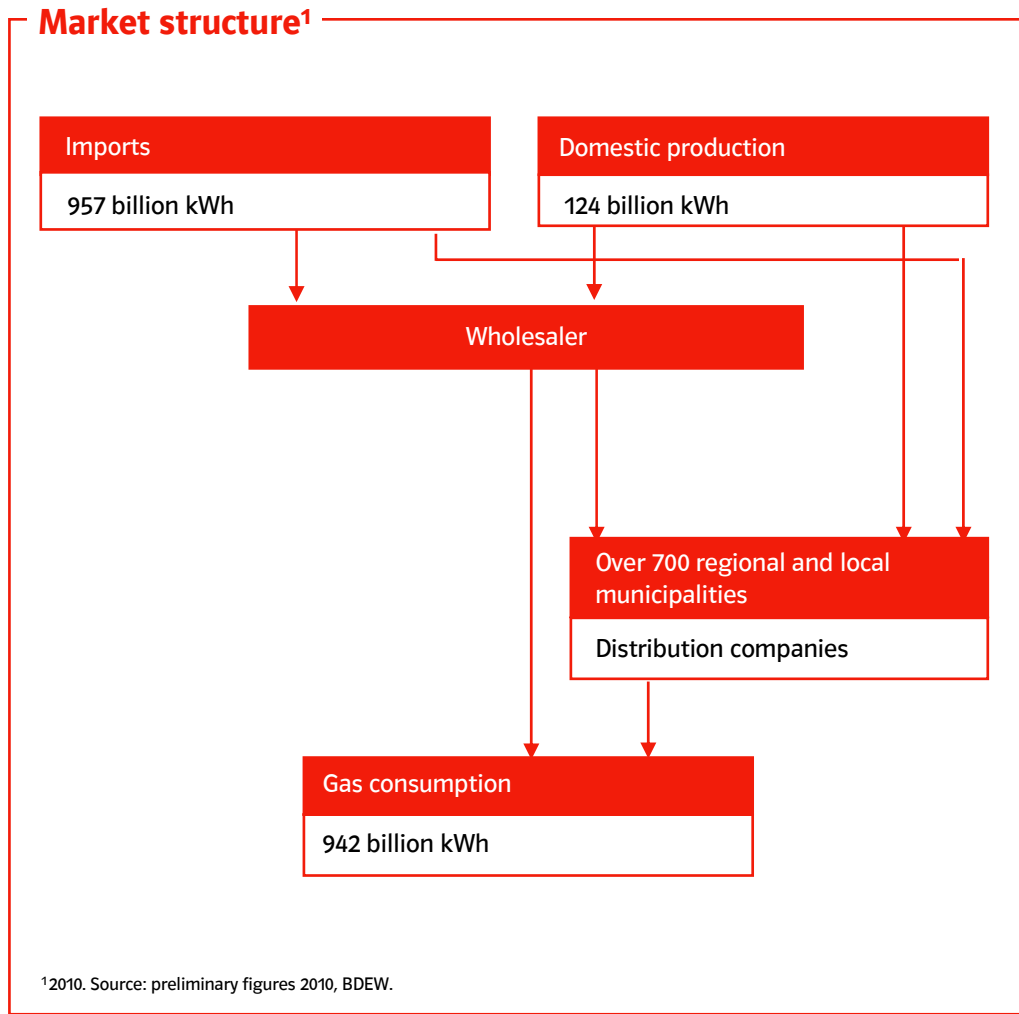 Market structure¹
Imports
957 billion kWh
Domestic production
124 billion kWh
Wholesaler
Over 700 regional and local
municipalities
Distribution companies
Gas consumption
942 billion kWh
¹2010. Source: preliminary figures 2010, BDEW.